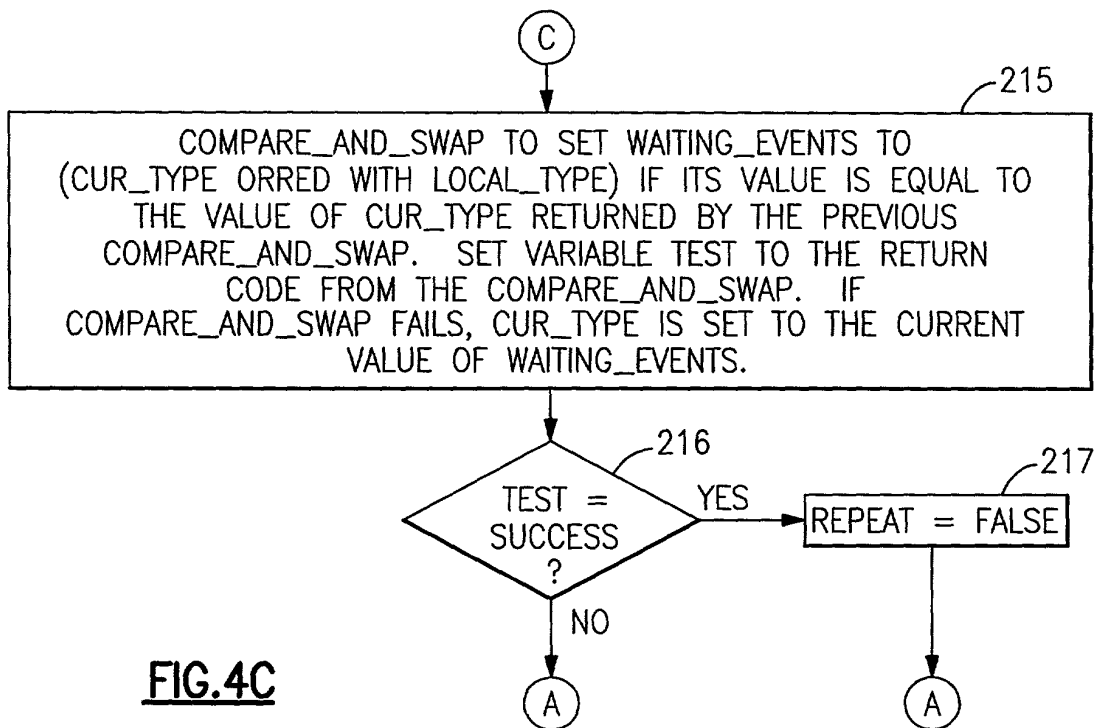 C
215
COMPARE_AND_SWAP TO SET WAITING_EVENTS TO
(CUR_TYPE ORRED WITH LOCAL_TYPE) IF ITS VALUE IS EQUAL TO
THE VALUE OF CUR_TYPE RETURNED BY THE PREVIOUS
COMPARE_AND_SWAP. SET VARIABLE TEST TO THE RETURN
CODE FROM THE COMPARE_AND_SWAP. IF
COMPARE_AND_SWAP FAILS, CUR_TYPE IS SET TO THE CURRENT
VALUE OF WAITING_EVENTS.
216
TEST =
SUCCESS
?
YES
217
REPEAT = FALSE
NO
A
A
FIG.4C